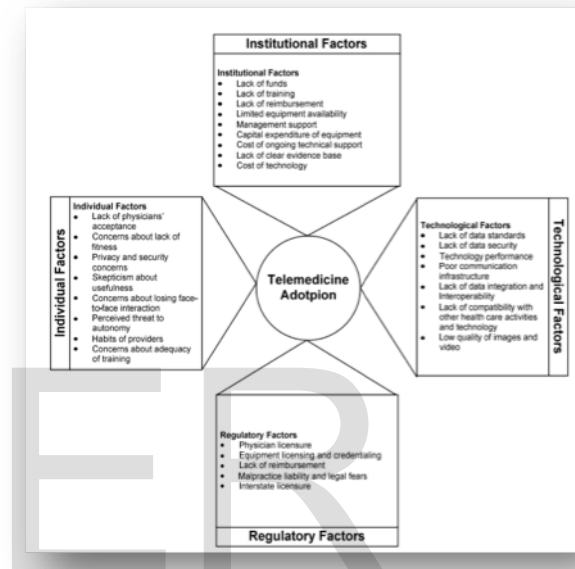 Institutional Factors
Institutional Factors
• Lack of funds
• Lack of training
• Lack of reimbursement
• Limited equipment availability
• Management support
• Capital expenditure of equipment
• Cost of ongoing technical support
• Lack of clear evidence base
• Cost of technology
Individual Factors
Individual Factors
• Lack of physicians'
acceptance
• Concerns about lack of
fitness
• Privacy and security
concerns
• Skepticism about
usefulness
• Concerns about losing face-
to-face interaction
• Perceived threat to
autonomy
• Habits of providers
• Concerns about adequacy
of training
Telemedicine
Adotpion
Technological Factors
• Lack of data standards
• Lack of data security
• Technology performance
• Poor communication
infrastructure
• Lack of data integration and
Interoperability
• Lack of compatibility with
other health care activities
and technology
• Low quality of images and
video
Technological Factors
Regulatory Factors
• Physician licensure
• Equipment licensing and credentialing
• Lack of reimbursement
• Malpractice liability and legal fears
• Interstate licensure
Regulatory Factors
ER